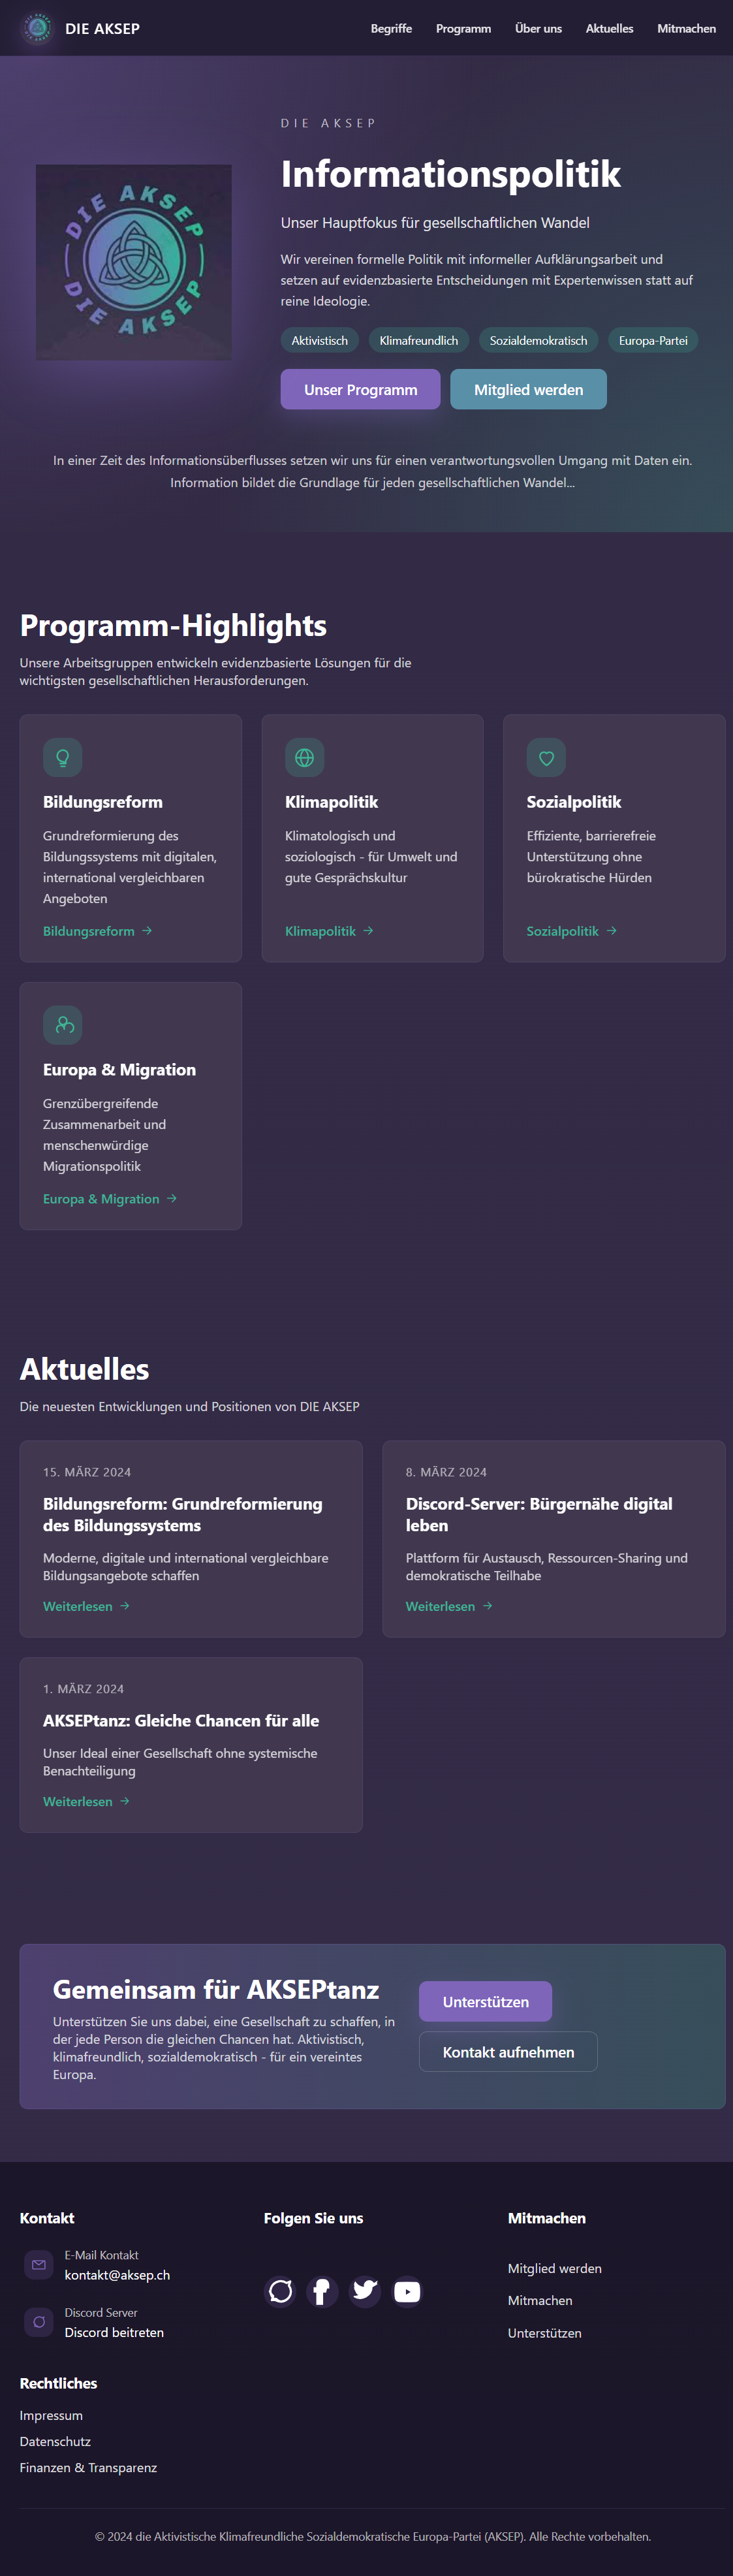 DIE AKSEP
Begriffe
Programm
Über uns
Aktuelles
Mitmachen
DIE AKSEP
DIE AKSEP
DIE AKSEP
Informationspolitik
Unser Hauptfokus für gesellschaftlichen Wandel
Wir vereinen formelle Politik mit informeller Aufklärungsarbeit und
setzen auf evidenzbasierte Entscheidungen mit Expertenwissen statt auf
reine Ideologie.
Aktivistisch
Klimafreundlich
Sozialdemokratisch
Europa-Partei
Unser Programm
Mitglied werden
In einer Zeit des Informationsüberflusses setzen wir uns für einen verantwortungsvollen Umgang mit Daten ein.
Information bildet die Grundlage für jeden gesellschaftlichen Wandel...
Programm-Highlights
Unsere Arbeitsgruppen entwickeln evidenzbasierte Lösungen für die
wichtigsten gesellschaftlichen Herausforderungen.
Bildungsreform
Grundreformierung des
Bildungssystems mit digitalen,
international vergleichbaren
Angeboten
Bildungsreform →
Klimapolitik
Klimatologisch und
soziologisch - für Umwelt und
gute Gesprächskultur
Klimapolitik →
Sozialpolitik
Effiziente, barrierefreie
Unterstützung ohne
bürokratische Hürden
Sozialpolitik →
Europa & Migration
Grenzübergreifende
Zusammenarbeit und
menschenwürdige
Migrationspolitik
Europa & Migration →
Aktuelles
Die neuesten Entwicklungen und Positionen von DIE AKSEP
15. MÄRZ 2024
Bildungsreform: Grundreformierung
des Bildungssystems
Moderne, digitale und international vergleichbare
Bildungsangebote schaffen
Weiterlesen →
8. MÄRZ 2024
Discord-Server: Bürgernähe digital
leben
Plattform für Austausch, Ressourcen-Sharing und
demokratische Teilhabe
Weiterlesen →
1. MÄRZ 2024
AKSEPtanz: Gleiche Chancen für alle
Unser Ideal einer Gesellschaft ohne systemische
Benachteiligung
Weiterlesen →
Gemeinsam für AKSEPtanz
Unterstützen Sie uns dabei, eine Gesellschaft zu schaffen, in
der jede Person die gleichen Chancen hat. Aktivistisch,
klimafreundlich, sozialdemokratisch - für ein vereintes
Europa.
Unterstützen
Kontakt aufnehmen
Kontakt
E-Mail Kontakt
kontakt@aksep.ch
Discord Server
Discord beitreten
Folgen Sie uns
Mitmachen
Mitglied werden
Mitmachen
Unterstützen
Rechtliches
Impressum
Datenschutz
Finanzen & Transparenz
© 2024 die Aktivistische Klimafreundliche Sozialdemokratische Europa-Partei (AKSEP). Alle Rechte vorbehalten.